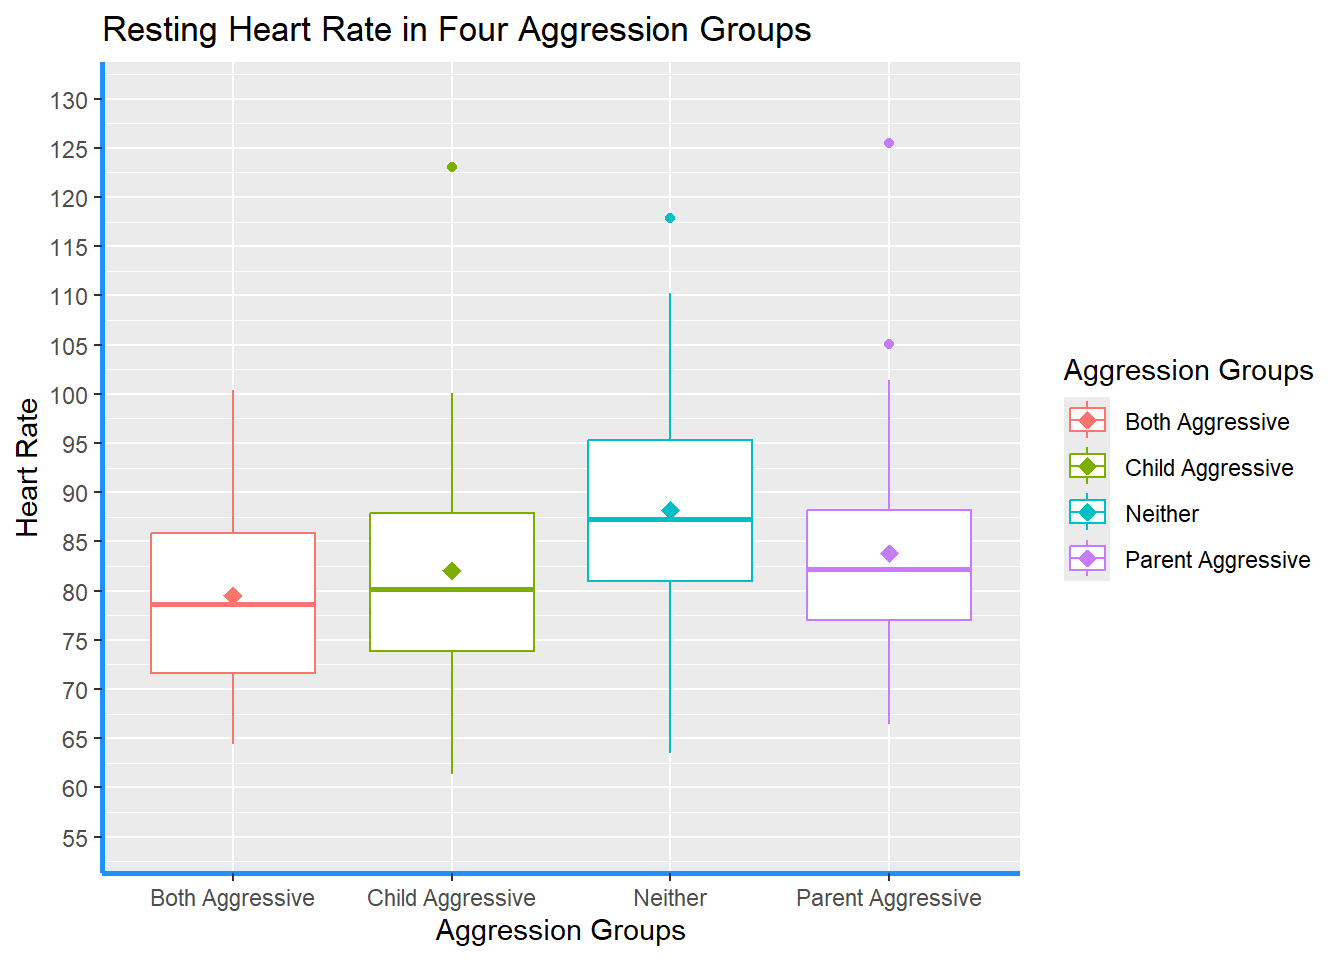 Resting Heart Rate in Four Aggression Groups
130
125
120
115
110
105
100
95
90
85
80
75
70
65
60
55
Heart Rate
Both Aggressive
Child Aggressive
Neither
Parent Aggressive
Aggression Groups
Aggression Groups
Both Aggressive
Child Aggressive
Neither
Parent Aggressive